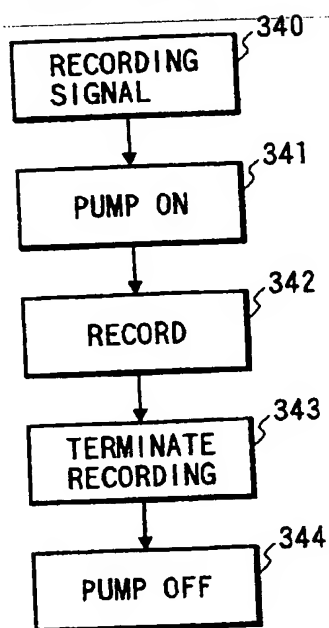 340
RECORDING
SIGNAL
341
PUMP ON
342
RECORD
343
TERMINATE
RECORDING
344
PUMP OFF